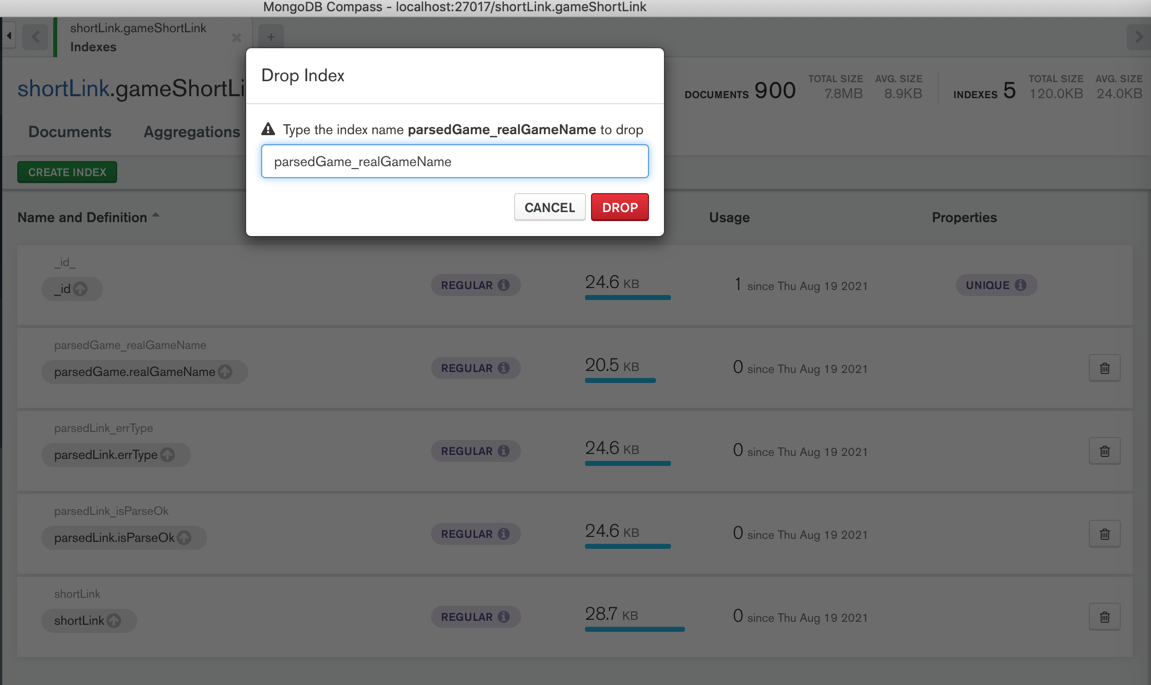 MongoDB Compass - localhost:27017/shortLink.gameShortLink
shortLink.gameShortLink
Indexes
shortLink.gameShortLi
DOCUMENTS 900 TOTAL SIZE 7.8MB AVG. SIZE 8.9KB INDEXES 5 TOTAL SIZE 120.0KB AVG. SIZE 24.0KB
Documents Aggregations
CREATE INDEX
Drop Index
Type the index name parsedGame_realGameName to drop
parsedGame_realGameName
CANCEL DROP
Name and Definition Usage Properties
_id_
_id REGULAR 24.6 KB 1 since Thu Aug 19 2021 UNIQUE
parsedGame_realGameName
parsedGame.realGameName REGULAR 20.5 KB 0 since Thu Aug 19 2021
parsedLink_errType
parsedLink.errType REGULAR 24.6 KB 0 since Thu Aug 19 2021
parsedLink_isParseOk
parsedLink.isParseOk REGULAR 24.6 KB 0 since Thu Aug 19 2021
shortLink
shortLink REGULAR 28.7 KB 0 since Thu Aug 19 2021